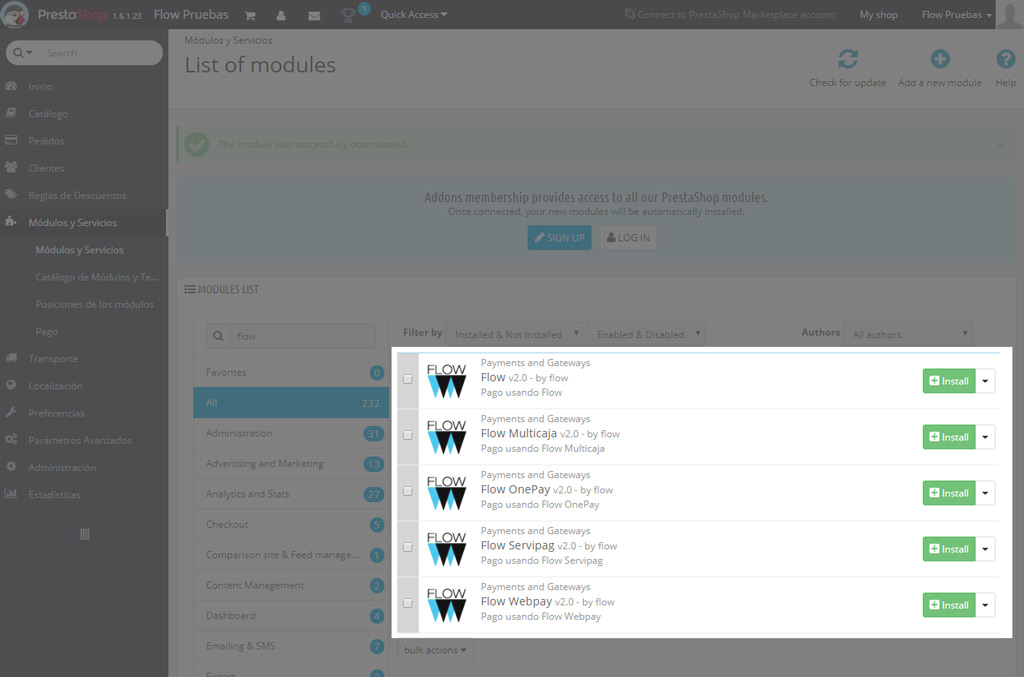 PrestaShop 1.6.1.23 Flow Pruebas 1 Quick Access Connect to PrestaShop Marketplace account My shop Flow Pruebas
Search
Inicio
Catálogo
Pedidos
Clientes
Reglas de Descuentos
Módulos y Servicios
Módulos y Servicios
Catálogo de Módulos y Te...
Posiciones de los módulos
Pago
Transporte
Localización
Preferencias
Parámetros Avanzados
Administración
Estadísticas
Módulos y Servicios
List of modules
Check for update Add a new module Help
The module was successfully downloaded.
Addons membership provides access to all our PrestaShop modules.
Once connected, your new modules will be automatically installed.
SIGN UP LOG IN
MODULES LIST
flow
Filter by Installed & Not Installed Enabled & Disabled Authors All authors
Favorites 0
All 232
Administration 31
Advertising and Marketing 13
Analytics and Stats 27
Checkout 5
Comparison site & Feed manage... 1
Content Management 2
Dashboard 4
Emailing & SMS 7
Export
FLOW
Payments and Gateways
Flow v2.0 - by flow
Pago usando Flow
Install
FLOW
Payments and Gateways
Flow Multicaja v2.0 - by flow
Pago usando Flow Multicaja
Install
FLOW
Payments and Gateways
Flow OnePay v2.0 - by flow
Pago usando Flow OnePay
Install
FLOW
Payments and Gateways
Flow Servipag v2.0 - by flow
Pago usando Flow Servipag
Install
FLOW
Payments and Gateways
Flow Webpay v2.0 - by flow
Pago usando Flow Webpay
Install
bulk actions